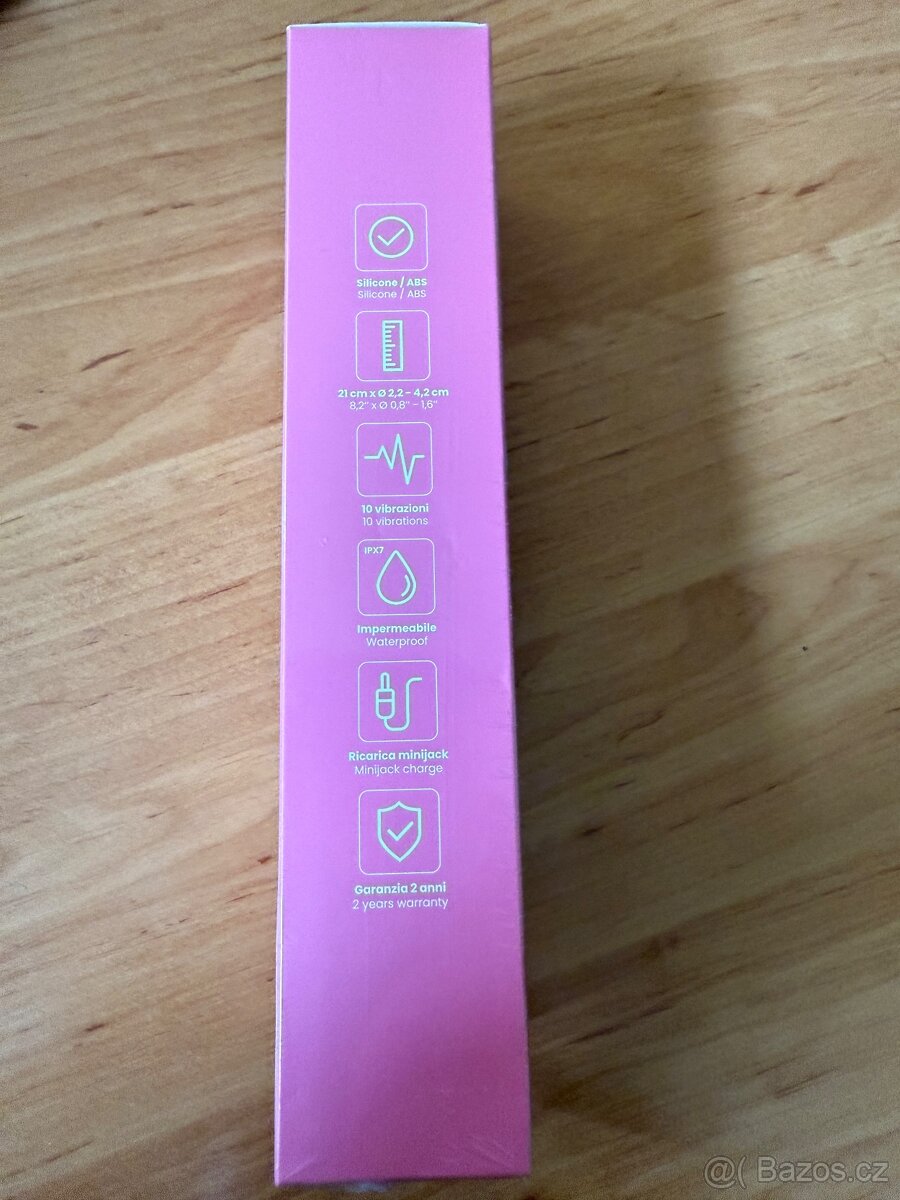 Silicone / ABS
Silicone / ABS
21 cm x Ø 2,2 – 4,2 cm
8,2’’ x Ø 0,8’’ – 1,6’’
10 vibrazioni
10 vibrations
IPX7
Impermeabile
Waterproof
Ricarica minijack
Minijack charge
Garanzia 2 anni
2 years warranty
@( Bazos.cz